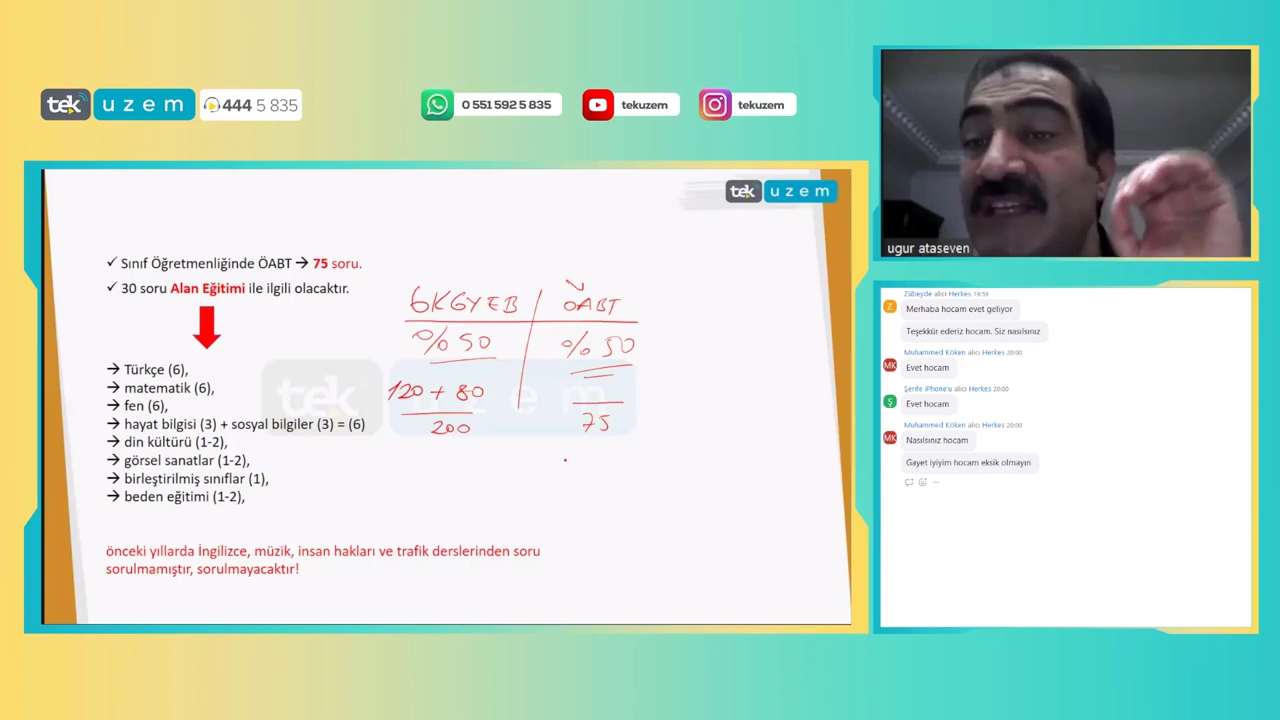 tek uzem 444 5 835
0 551 592 5 835
tekuzem
tekuzem
ugur ataseven
tek uzem
✓ Sınıf Öğretmenliğinde ÖABT → 75 soru.
✓ 30 soru Alan Eğitimi ile ilgili olacaktır.
→ Türkçe (6),
→ matematik (6),
→ fen (6),
→ hayat bilgisi (3) + sosyal bilgiler (3) = (6)
→ din kültürü (1-2),
→ görsel sanatlar (1-2),
→ birleştirilmiş sınıflar (1),
→ beden eğitimi (1-2),
önceki yıllarda İngilizce, müzik, insan hakları ve trafik derslerinden soru
sorulmamıştır, sorulmayacaktır!
GKGYEB ÖABT
%50 %50
120 + 80
200 75
tek uzem
Zübeyde alıcı Herkes 19:59
Z
Merhaba hocam evet geliyor
Teşekkür ederiz hocam. Siz nasılsınız
Muhammed Köken alıcı Herkes 20:00
MK
Evet hocam
Şerife iPhone'u alıcı Herkes 20:00
Ş
Evet hocam
Muhammed Köken alıcı Herkes 20:00
MK
Nasılsınız hocam
Gayet iyiyim hocam eksik olmayın